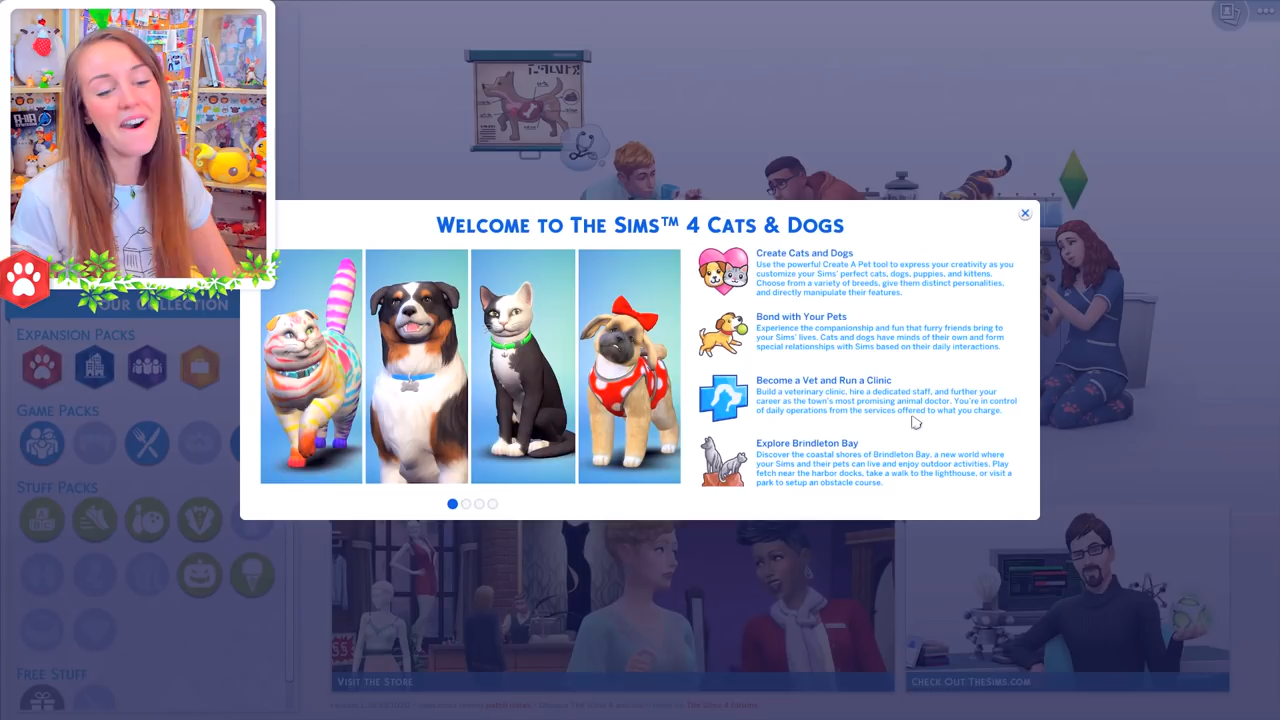 WELCOME TO THE SIMS™ 4 CATS & DOGS
Create Cats and Dogs
Use the powerful Create A Pet tool to express your creativity as you
customize your Sims' perfect cats, dogs, puppies, and kittens.
Choose from a variety of breeds, give them distinct personalities,
and directly manipulate their features.
Bond with Your Pets
Experience the companionship and fun that furry friends bring to
your Sims' lives. Cats and dogs have minds of their own and form
special relationships with Sims based on their daily interactions.
Become a Vet and Run a Clinic
Build a veterinary clinic, hire a dedicated staff, and further your
career as the town's most promising animal doctor. You're in control
of daily operations from the services offered to what you charge.
Explore Brindleton Bay
Discover the coastal shores of Brindleton Bay, a new world where
your Sims and their pets can live and enjoy outdoor activities. Play
fetch near the harbor docks, take a walk to the lighthouse, or visit a
park to setup an obstacle course.
OUR COLLECTION
EXPANSION PACKS
GAME PACKS
STUFF PACKS
FREE STUFF
VISIT THE STORE
CHECK OUT THESIMS.COM